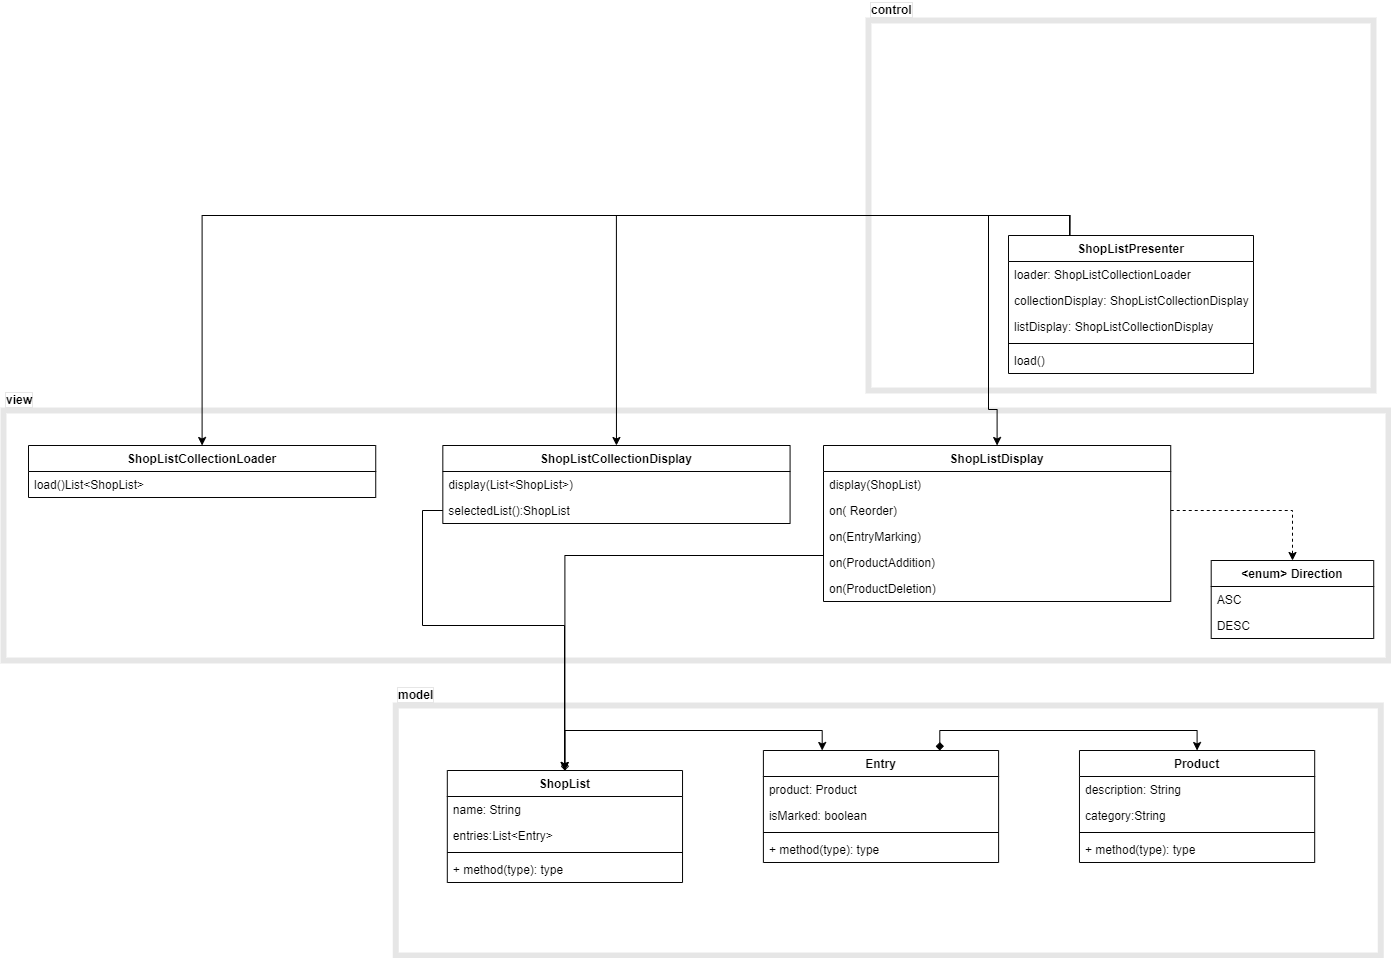 control
ShopListPresenter
loader: ShopListCollectionLoader
collectionDisplay: ShopListCollectionDisplay
listDisplay: ShopListCollectionDisplay
load()
view
ShopListCollectionLoader
load()List<ShopList>
ShopListCollectionDisplay
display(List<ShopList>)
selectedList():ShopList
ShopListDisplay
display(ShopList)
on( Reorder)
on(EntryMarking)
on(ProductAddition)
on(ProductDeletion)
<enum> Direction
ASC
DESC
model
ShopList
name: String
entries:List<Entry>
+ method(type): type
Entry
product: Product
isMarked: boolean
+ method(type): type
Product
description: String
category:String
+ method(type): type